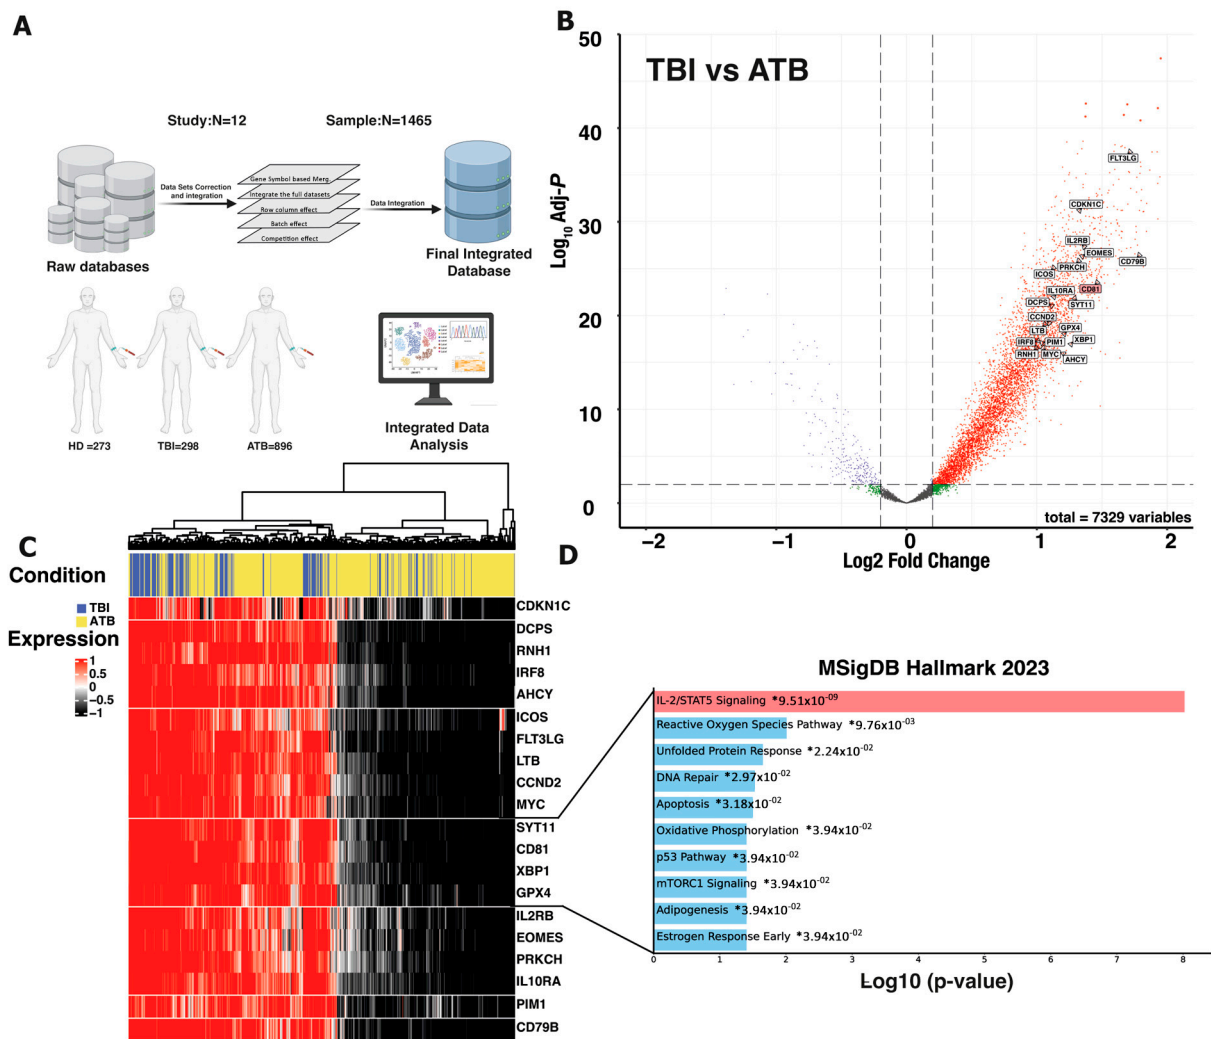 A
Study:N=12
Sample:N=1465
Data Sets Correction
and integration
Gene Symbol based Merg.
Integrate the full datasets
Row column effect
Batch effect
Competition effect
Data Integration
Raw databases
Final Integrated
Database
HD =273
TBI=298
ATB=896
Integrated Data
Analysis
B
TBI vs ATB
Log10 Adj-P
50
40
30
20
10
0
FLT3LG
CDKN1C
IL2RB
EOMES
PRKCH
CD79B
ICOS
CD81
IL10RA
DCPS
SYT11
CCND2
LTB
GPX4
IRF8
PIM1
XBP1
RNH1
MYC
AHCY
total = 7329 variables
−2
−1
0
1
2
Log2 Fold Change
C
Condition
TBI
ATB
Expression
1
0.5
0
−0.5
−1
CDKN1C
DCPS
RNH1
IRF8
AHCY
ICOS
FLT3LG
LTB
CCND2
MYC
SYT11
CD81
XBP1
GPX4
IL2RB
EOMES
PRKCH
IL10RA
PIM1
CD79B
D
MSigDB Hallmark 2023
IL-2/STAT5 Signaling *9.51x10-09
Reactive Oxygen Species Pathway *9.76x10-03
Unfolded Protein Response *2.24x10-02
DNA Repair *2.97x10-02
Apoptosis *3.18x10-02
Oxidative Phosphorylation *3.94x10-02
p53 Pathway *3.94x10-02
mTORC1 Signaling *3.94x10-02
Adipogenesis *3.94x10-02
Estrogen Response Early *3.94x10-02
0 1 2 3 4 5 6 7 8
Log10 (p-value)